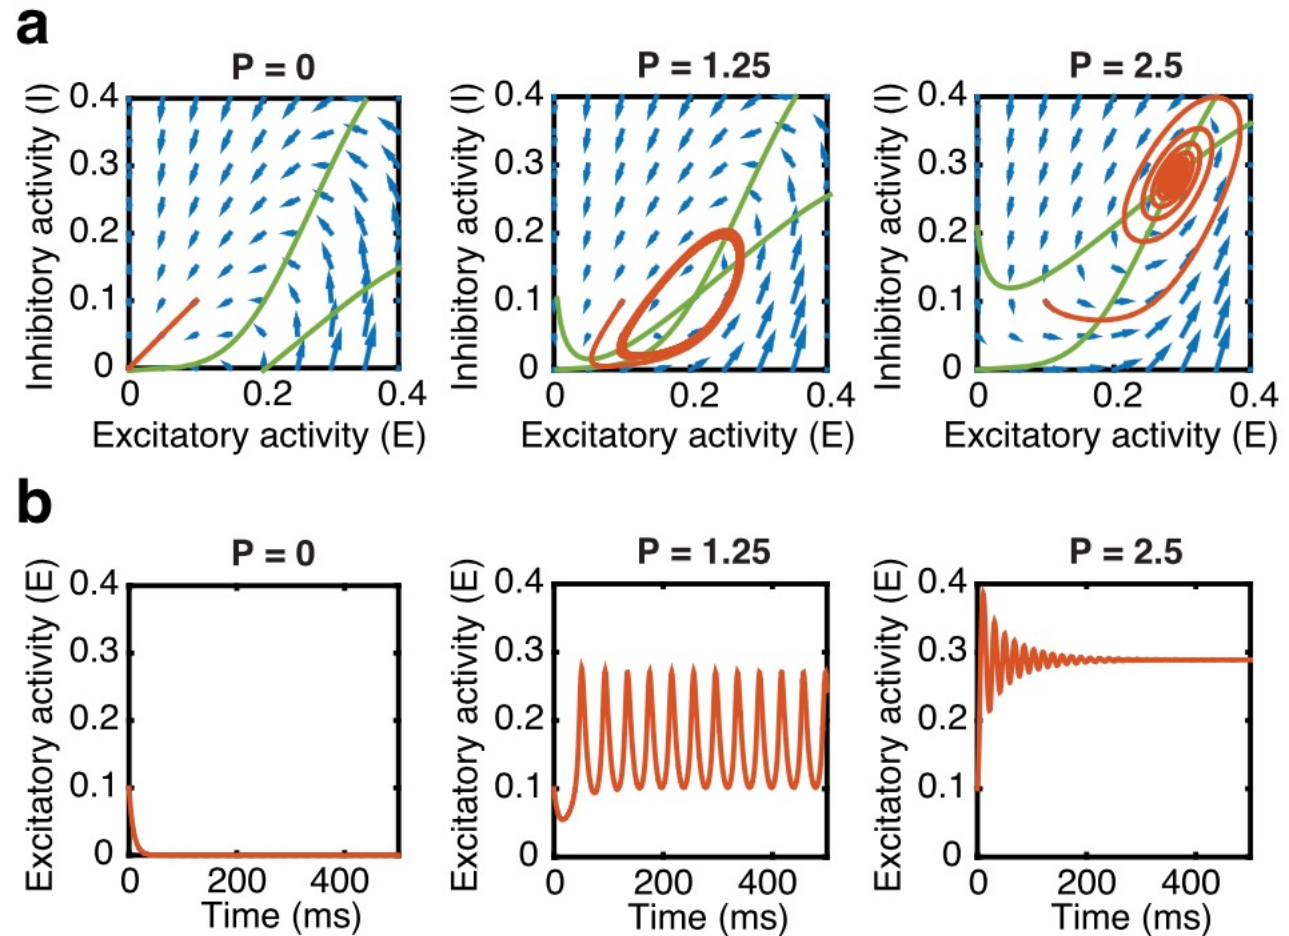 a
P = 0
P = 1.25
P = 2.5
Inhibitory activity (I)
0.4
0.3
0.2
0.1
0
0 0.2 0.4
Excitatory activity (E)
Inhibitory activity (I)
0.4
0.3
0.2
0.1
0
0 0.2 0.4
Excitatory activity (E)
Inhibitory activity (I)
0.4
0.3
0.2
0.1
0
0 0.2 0.4
Excitatory activity (E)
b
P = 0
P = 1.25
P = 2.5
Excitatory activity (E)
0.4
0.3
0.2
0.1
0
0 200 400
Time (ms)
Excitatory activity (E)
0.4
0.3
0.2
0.1
0
0 200 400
Time (ms)
Excitatory activity (E)
0.4
0.3
0.2
0.1
0
0 200 400
Time (ms)